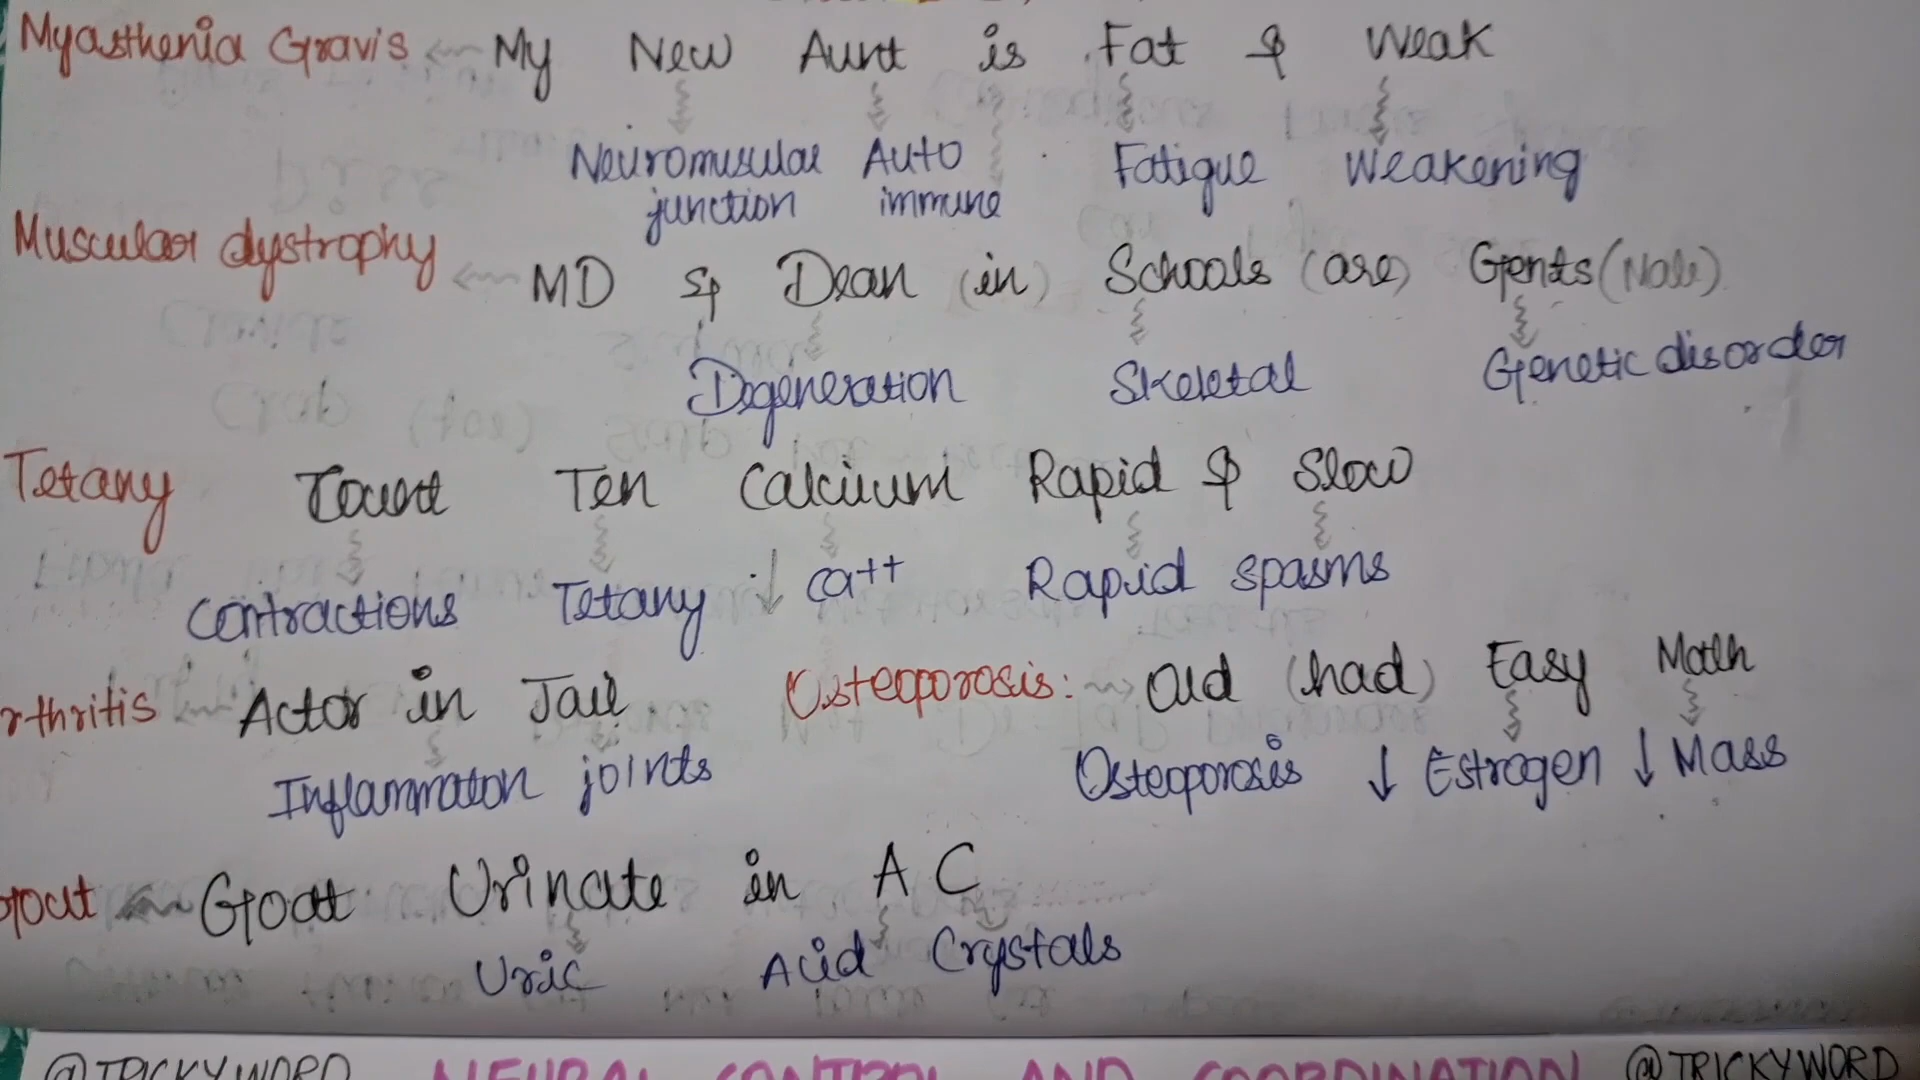 Myasthenia Gravis ← My New Aunt is Fat & Weak
Neuromusular Auto Fatigue Weakening
junction immune
Muscular dystrophy ← MD & Dean (in) Schools (are) Gents (Male)
Degeneration Skeletal Genetic disorder
Tetany Count Ten Calcium Rapid & Slow
Contractions Tetany ↓ Ca++ Rapid spasms
rthritis Actor in Jail Osteoporosis: → Old (had) Easy Math
Inflammaton joints Osteoporosis ↓ Estrogen ↓ Mass
Gout ← Goat Urinate in A C
Uric Acid Crystals
@TRICKYWORD NEURAL CONTROL AND COORDINATION @TRICKYWORD